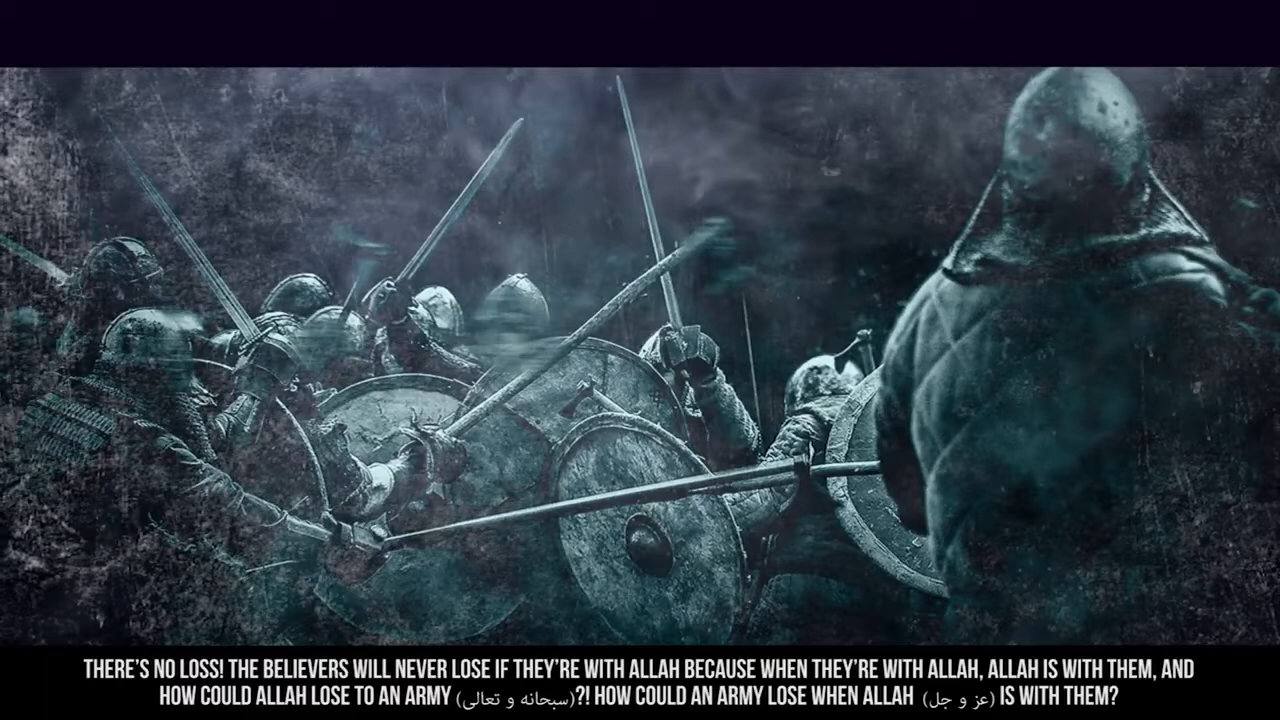 THERE'S NO LOSS! THE BELIEVERS WILL NEVER LOSE IF THEY'RE WITH ALLAH BECAUSE WHEN THEY'RE WITH ALLAH, ALLAH IS WITH THEM, AND
HOW COULD ALLAH LOSE TO AN ARMY (سبحانه و تعالى)?! HOW COULD AN ARMY LOSE WHEN ALLAH (عز و جل) IS WITH THEM?